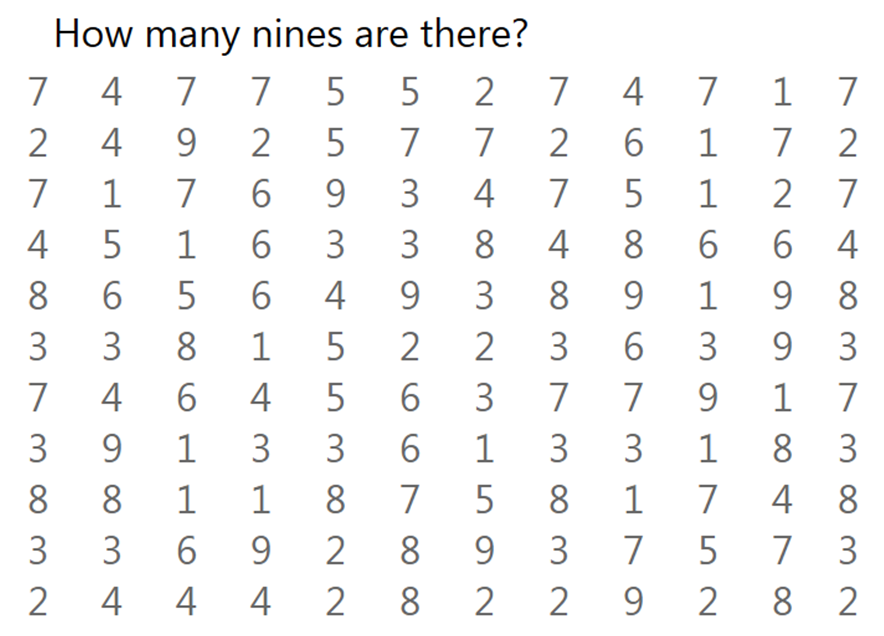 How many nines are there?
7 4 7 7 5 5 2 7 4 7 1 7
2 4 9 2 5 7 7 2 6 1 7 2
7 1 7 6 9 3 4 7 5 1 2 7
4 5 1 6 3 3 8 4 8 6 6 4
8 6 5 6 4 9 3 8 9 1 9 8
3 3 8 1 5 2 2 3 6 3 9 3
7 4 6 4 5 6 3 7 7 9 1 7
3 9 1 3 3 6 1 3 3 1 8 3
8 8 1 1 8 7 5 8 1 7 4 8
3 3 6 9 2 8 9 3 7 5 7 3
2 4 4 4 2 8 2 2 9 2 8 2